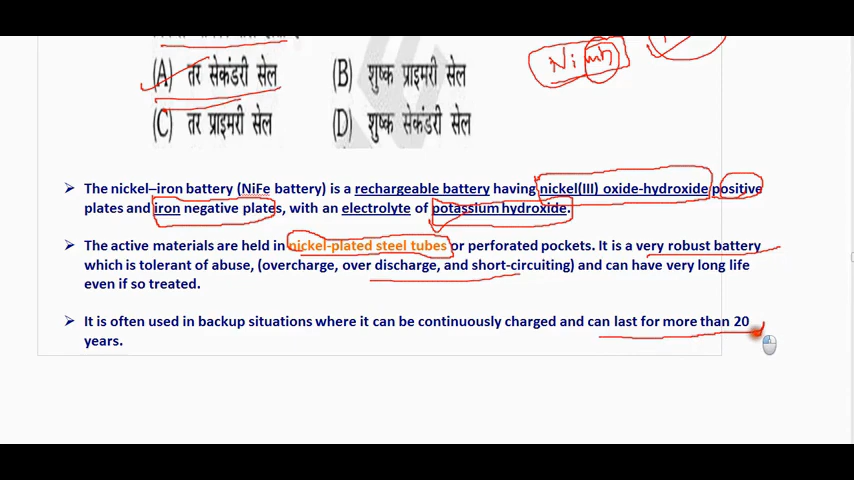 Ni mh
(A) तर सेकंडरी सेल (B) शुष्क प्राइमरी सेल
(C) तर प्राइमरी सेल (D) शुष्क सेकंडरी सेल
➢ The nickel–iron battery (NiFe battery) is a rechargeable battery having nickel(III) oxide-hydroxide positive
plates and iron negative plates, with an electrolyte of potassium hydroxide.
➢ The active materials are held in nickel-plated steel tubes or perforated pockets. It is a very robust battery
which is tolerant of abuse, (overcharge, over discharge, and short-circuiting) and can have very long life
even if so treated.
➢ It is often used in backup situations where it can be continuously charged and can last for more than 20
years.